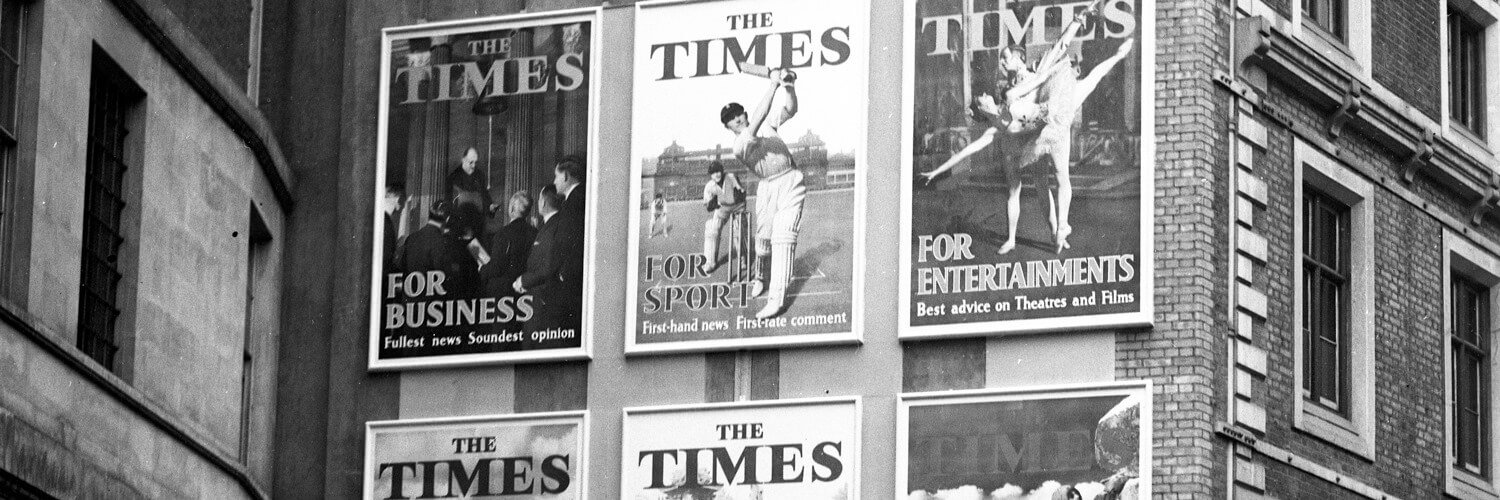 THE
TIMES
FOR
BUSINESS
Fullest news Soundest opinion
THE
TIMES
FOR
SPORT
First-hand news First-rate comment
TIMES
FOR
ENTERTAINMENTS
Best advice on Theatres and Films
THE
TIMES
THE
TIMES
TIMES